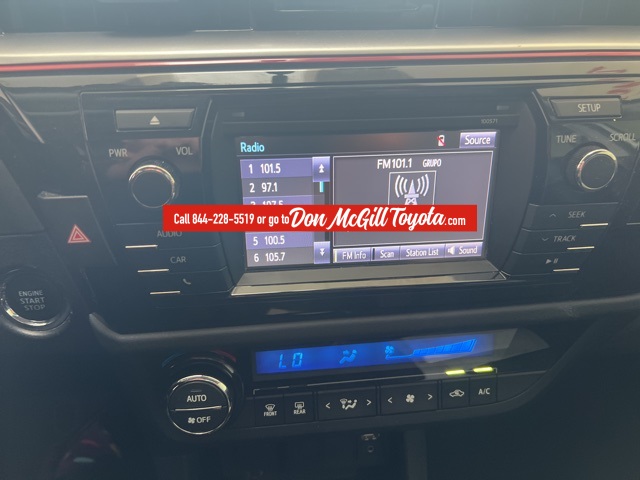 SETUP
510571
PWR
VOL
TUNE
SCROLL
Radio
Source
1 101.5
2 97.1
FM101.1 GRUPO
5 100.5
6 105.7
FM Info
Scan
Station List
Sound
Call 844-228-5519 or go to Don McGill Toyota.com
AUDIO
CAR
SEEK
TRACK
ENGINE
START
STOP
LO
AUTO
OFF
FRONT
REAR
A/C